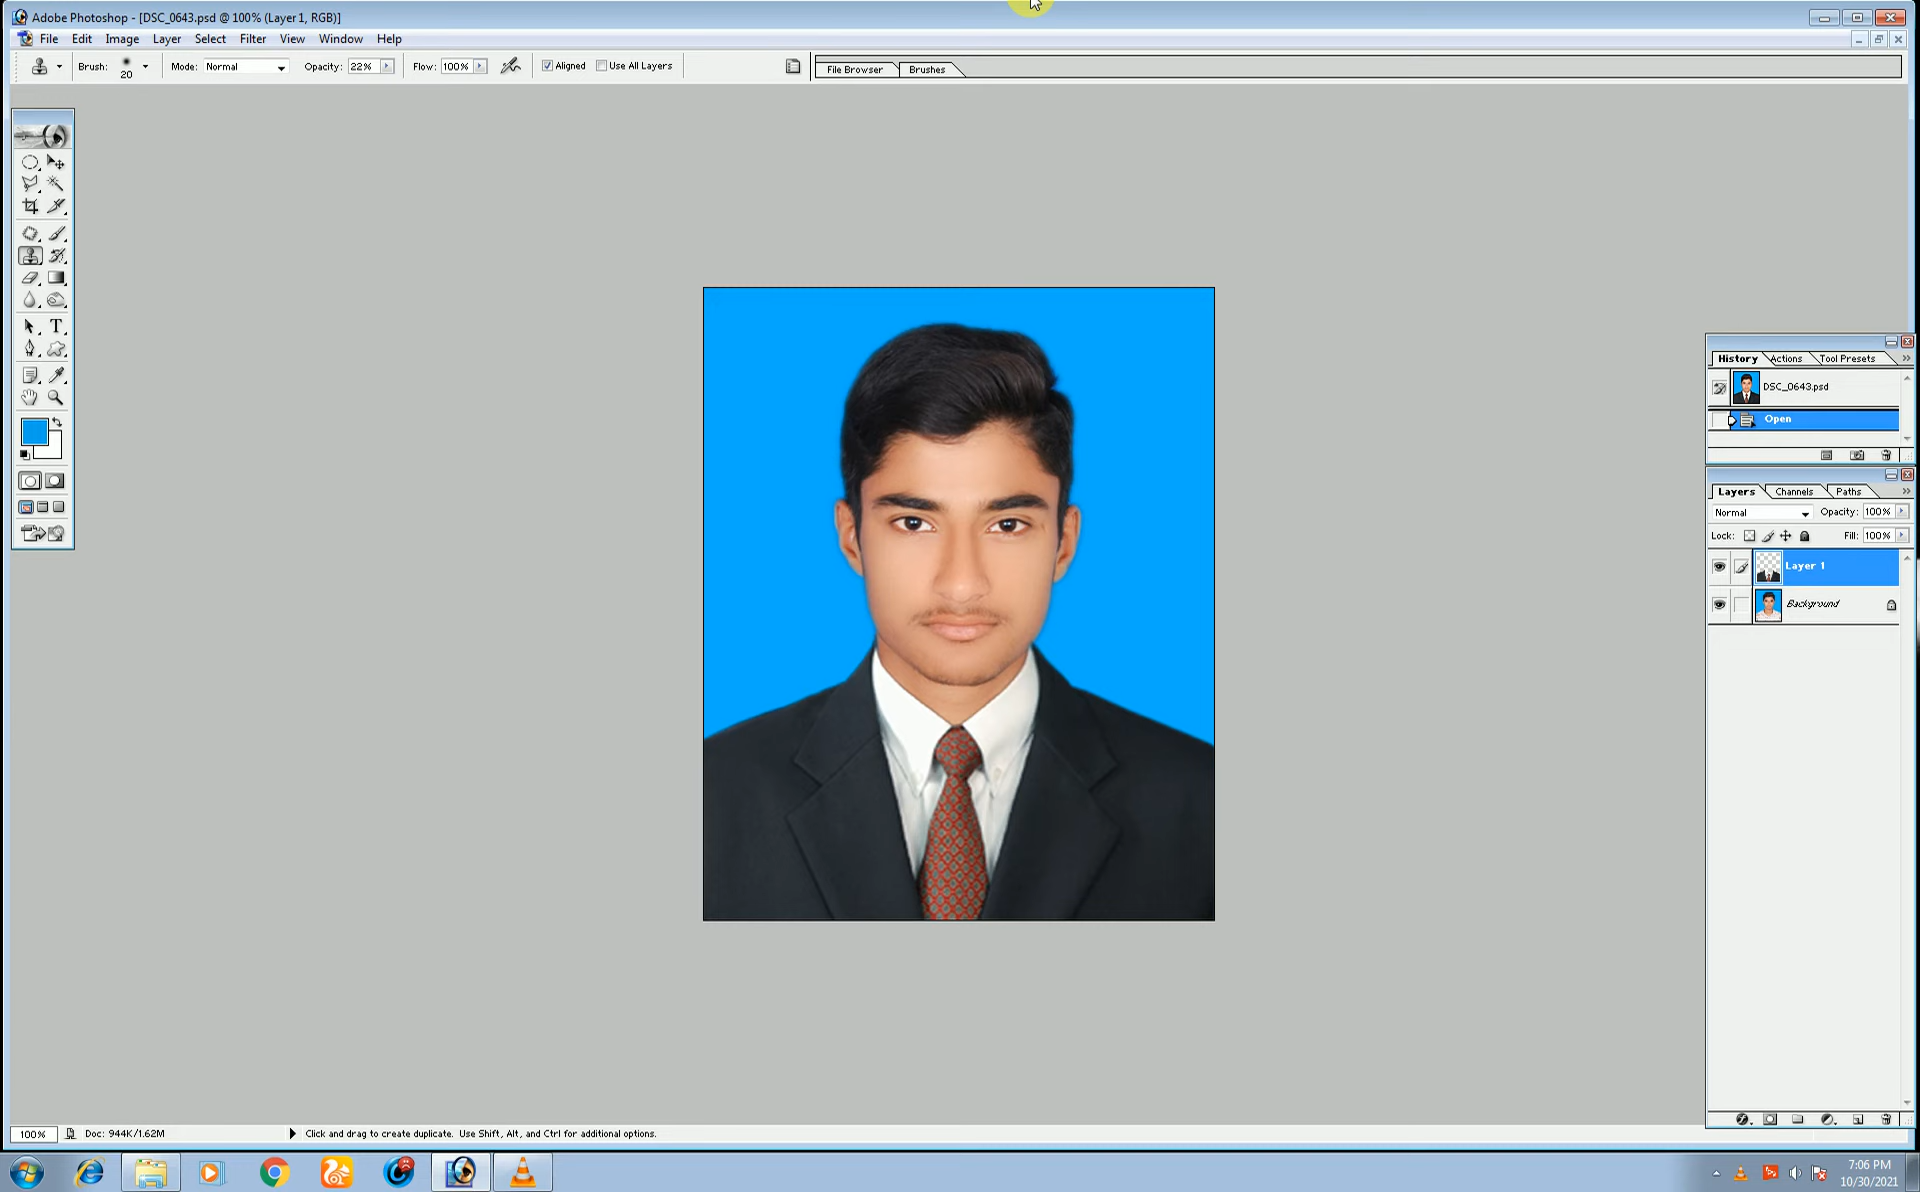 Adobe Photoshop - [DSC_0643.psd @ 100% (Layer 1, RGB)]
File Edit Image Layer Select Filter View Window Help
Brush: 20 Mode: Normal Opacity: 22% Flow: 100% Aligned Use All Layers File Browser Brushes
History Actions Tool Presets
DSC_0643.psd
Open
Layers Channels Paths
Normal Opacity: 100%
Lock: Fill: 100%
Layer 1
Background
100% Doc: 944K/1.62M Click and drag to create duplicate. Use Shift, Alt, and Ctrl for additional options.
7:06 PM
10/30/2021